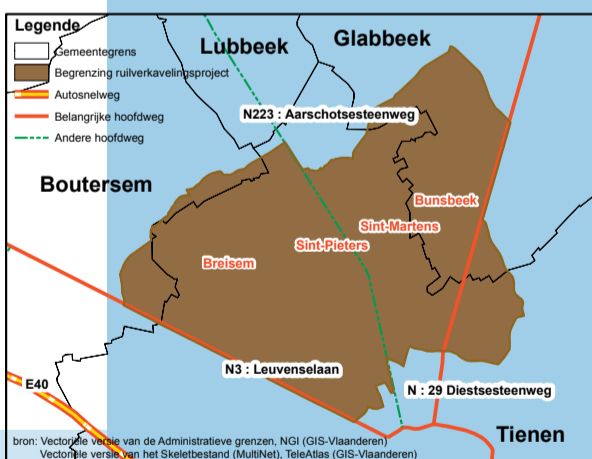 Legende
Gemeentegrens
Begrenzing ruilverkavelingsproject
Autosnelweg
Belangrijke hoofdweg
Andere hoofdweg
Lubbeek
Glabbeek
N223 : Aarschotsesteenweg
Boutersem
Bunsbeek
Sint-Martens
Sint-Pieters
Breisem
N3 : Leuvenselaan
E40
N : 29 Diestsesteenweg
Tienen
bron: Vectoriële versie van de Administratieve grenzen, NGI (GIS-Vlaanderen)
Vectoriële versie van het Skeletbestand (MultiNet), TeleAtlas (GIS-Vlaanderen)